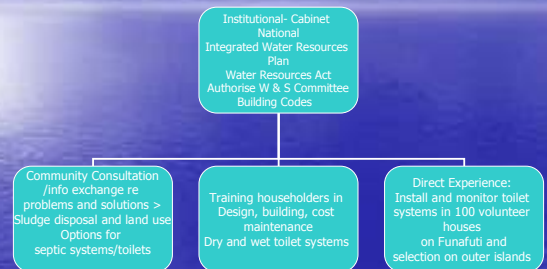 Institutional- Cabinet
National
Integrated Water Resources
Plan
Water Resources Act
Authorise W & S Committee
Building Codes
Community Consultation
/info exchange re
problems and solutions >
Sludge disposal and land use
Options for
septic systems/toilets
Training householders in
Design, building, cost
maintenance
Dry and wet toilet systems
Direct Experience:
Install and monitor toilet
systems in 100 volunteer
houses
on Funafuti and
selection on outer islands